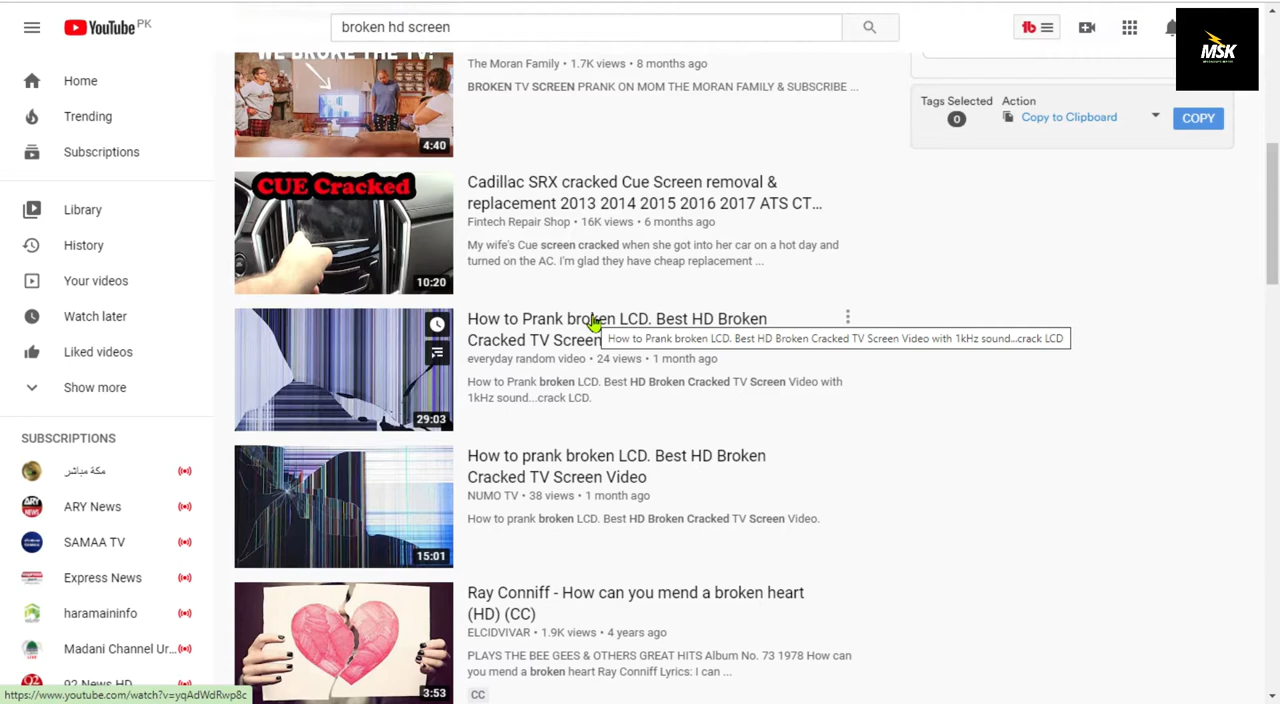 YouTube PK
broken hd screen
MSK
Home
Trending
Subscriptions
Library
History
Your videos
Watch later
Liked videos
Show more
SUBSCRIPTIONS
مكة مباشر
ARY News
SAMAA TV
Express News
haramaininfo
Madani Channel Ur...
92 News HD
https://www.youtube.com/watch?v=yqAdWdRwp8c
WE BROKE THE TV!
4:40
The Moran Family • 1.7K views • 8 months ago
BROKEN TV SCREEN PRANK ON MOM THE MORAN FAMILY & SUBSCRIBE ...
CUE Cracked
10:20
Cadillac SRX cracked Cue Screen removal &
replacement 2013 2014 2015 2016 2017 ATS CT...
Fintech Repair Shop • 16K views • 6 months ago
My wife's Cue screen cracked when she got into her car on a hot day and
turned on the AC. I'm glad they have cheap replacement ...
29:03
How to Prank broken LCD. Best HD Broken
Cracked TV Screen
How to Prank broken LCD. Best HD Broken Cracked TV Screen Video with 1kHz sound...crack LCD
everyday random video • 24 views • 1 month ago
How to Prank broken LCD. Best HD Broken Cracked TV Screen Video with
1kHz sound...crack LCD.
15:01
How to prank broken LCD. Best HD Broken
Cracked TV Screen Video
NUMO TV • 38 views • 1 month ago
How to prank broken LCD. Best HD Broken Cracked TV Screen Video.
3:53
Ray Conniff - How can you mend a broken heart
(HD) (CC)
ELCIDVIVAR • 1.9K views • 4 years ago
PLAYS THE BEE GEES & OTHERS GREAT HITS Album No. 73 1978 How can
you mend a broken heart Ray Conniff Lyrics: I can ...
CC
Tags Selected
0
Action
Copy to Clipboard
COPY